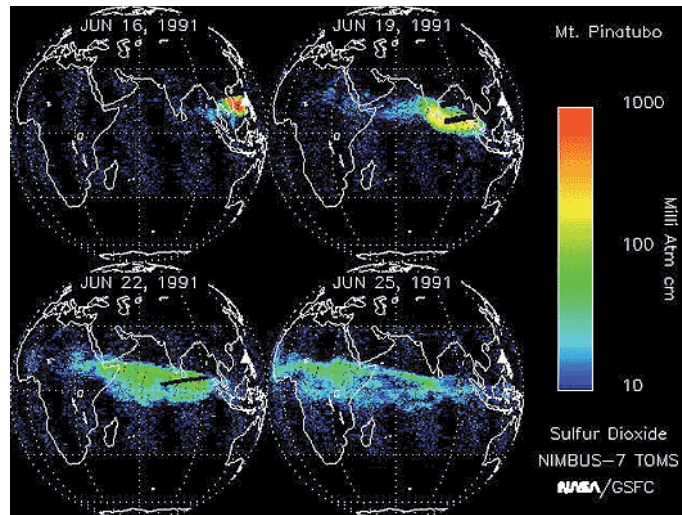 JUN 16, 1991
JUN 19, 1991
Mt. Pinatubo
1000
100
10
Milli Atm cm
JUN 22, 1991
JUN 25, 1991
Sulfur Dioxide
NIMBUS-7 TOMS
NASA/GSFC